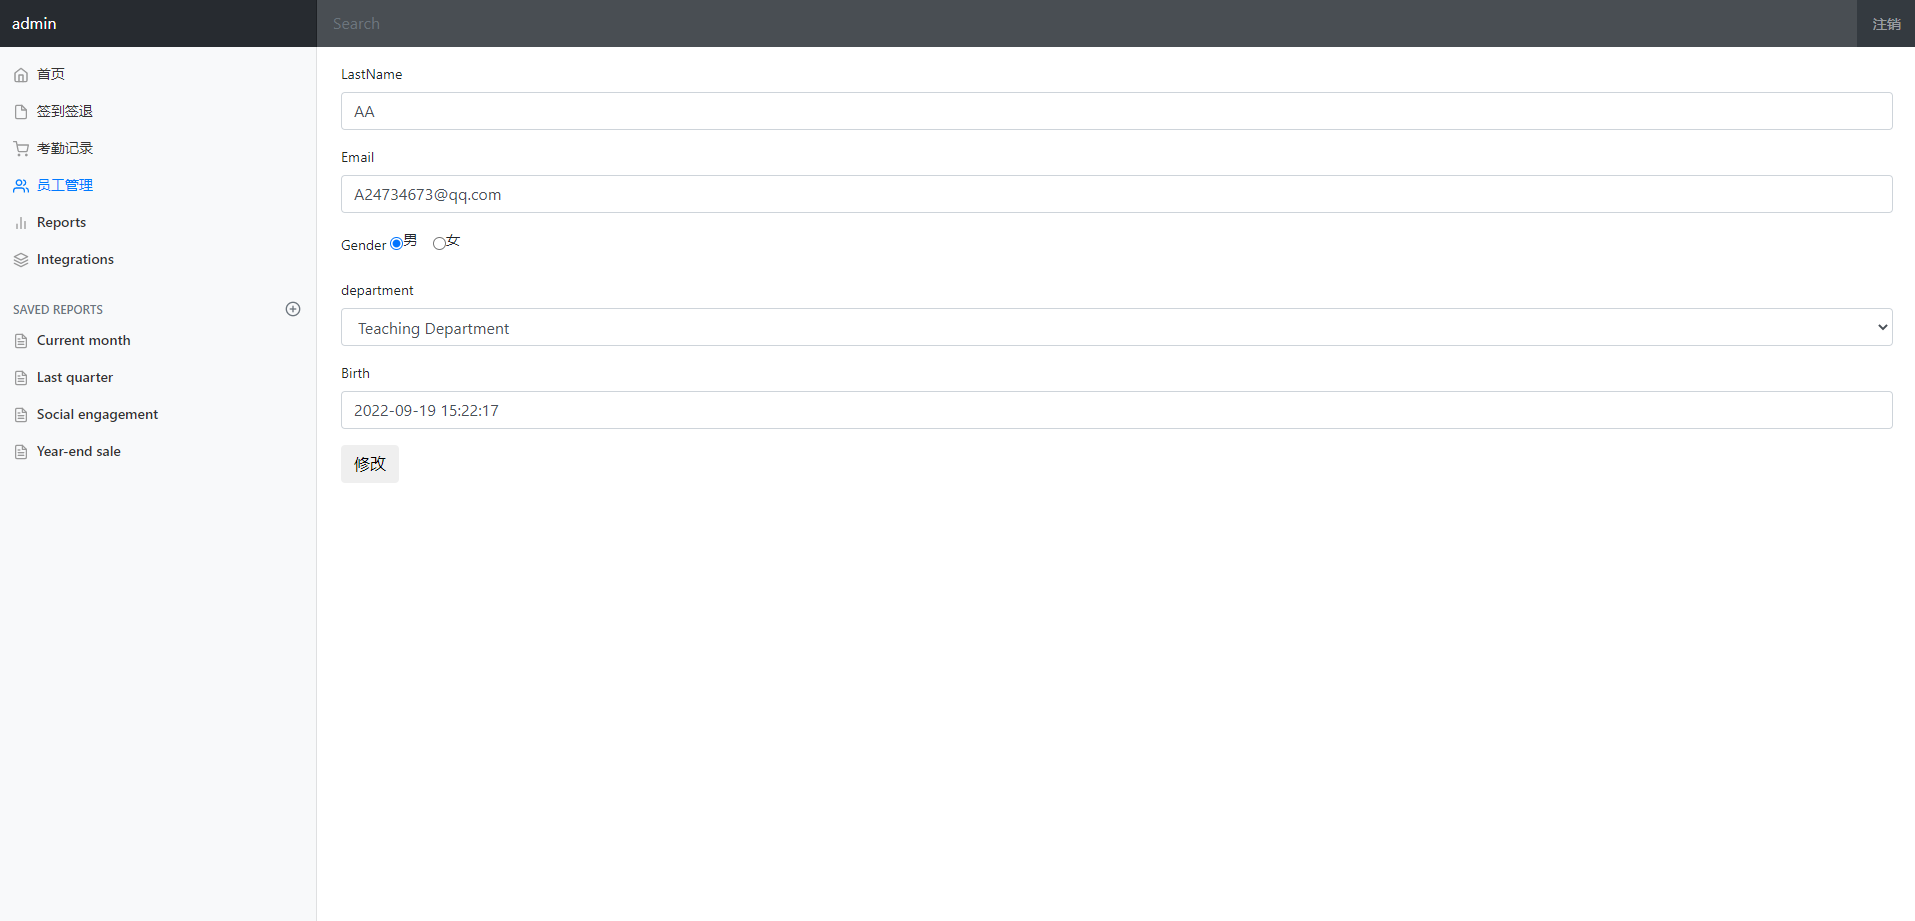 admin
Search
注销
首页
签到签退
考勤记录
员工管理
Reports
Integrations
SAVED REPORTS
Current month
Last quarter
Social engagement
Year-end sale
LastName
AA
Email
A24734673@qq.com
Gender 男 女
department
Teaching Department
Birth
2022-09-19 15:22:17
修改